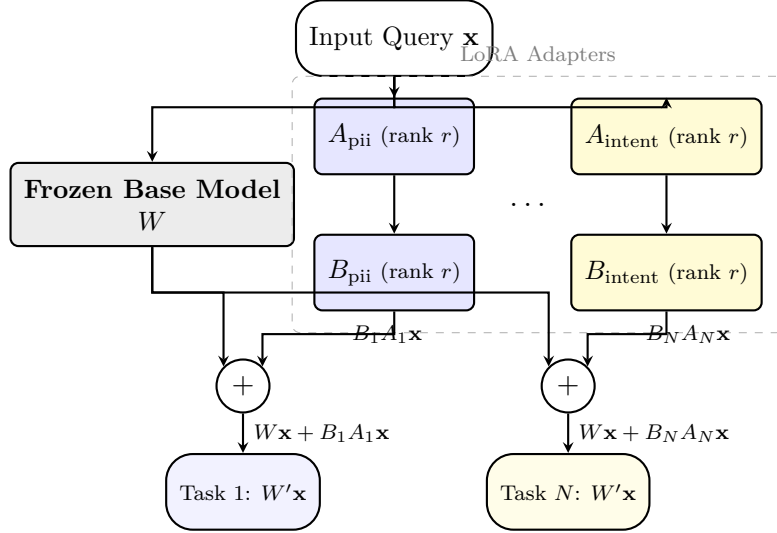 Input Query x
LoRA Adapters
A_pii (rank r)
A_intent (rank r)
Frozen Base Model
W
...
B_pii (rank r)
B_intent (rank r)
B_1A_1x
B_NA_Nx
+
+
Wx + B_1A_1x
Wx + B_NA_Nx
Task 1: W′x
Task N: W′x